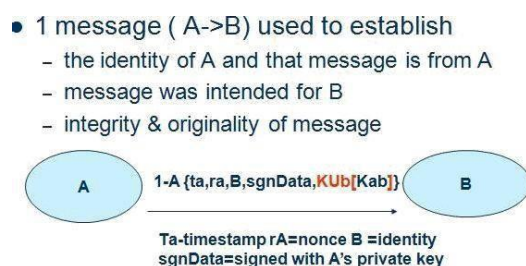 • 1 message ( A->B) used to establish
– the identity of A and that message is from A
– message was intended for B
– integrity & originality of message
A
1-A {ta,ra,B,sgnData,KUb[Kab]}
B
Ta-timestamp rA=nonce B =identity
sgnData=signed with A's private key